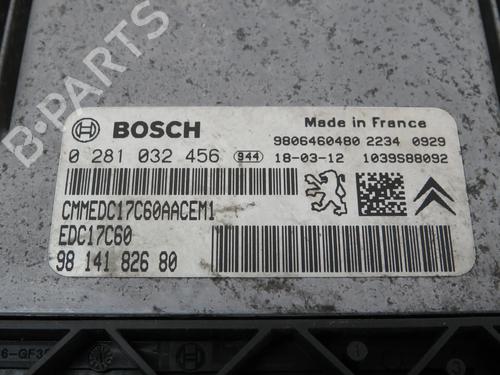 B-PARTS
BOSCH
Made in France
9806460480 2234 0929
0 281 032 456 944 18-03-12 1039S88092
CMMEDC17C60AACEM1
EDC17C60
98 141 826 80